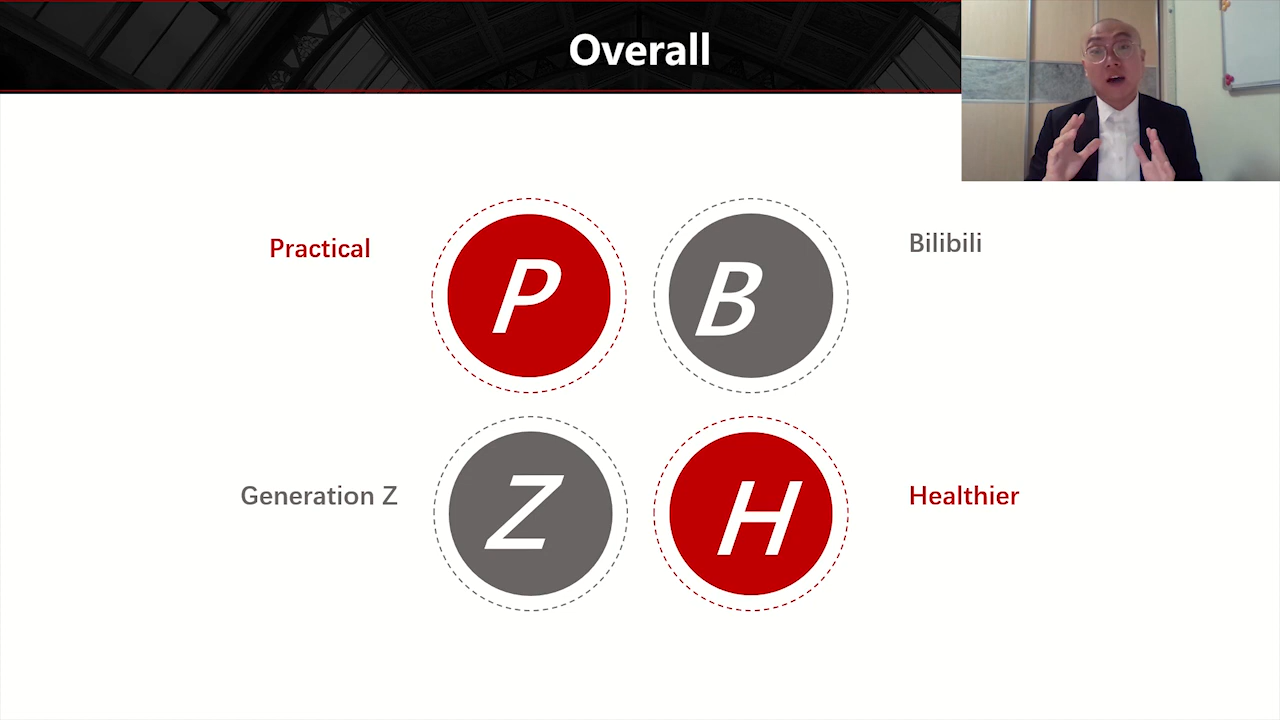 Overall
Practical
P
B
Bilibili
Generation Z
Z
H
Healthier